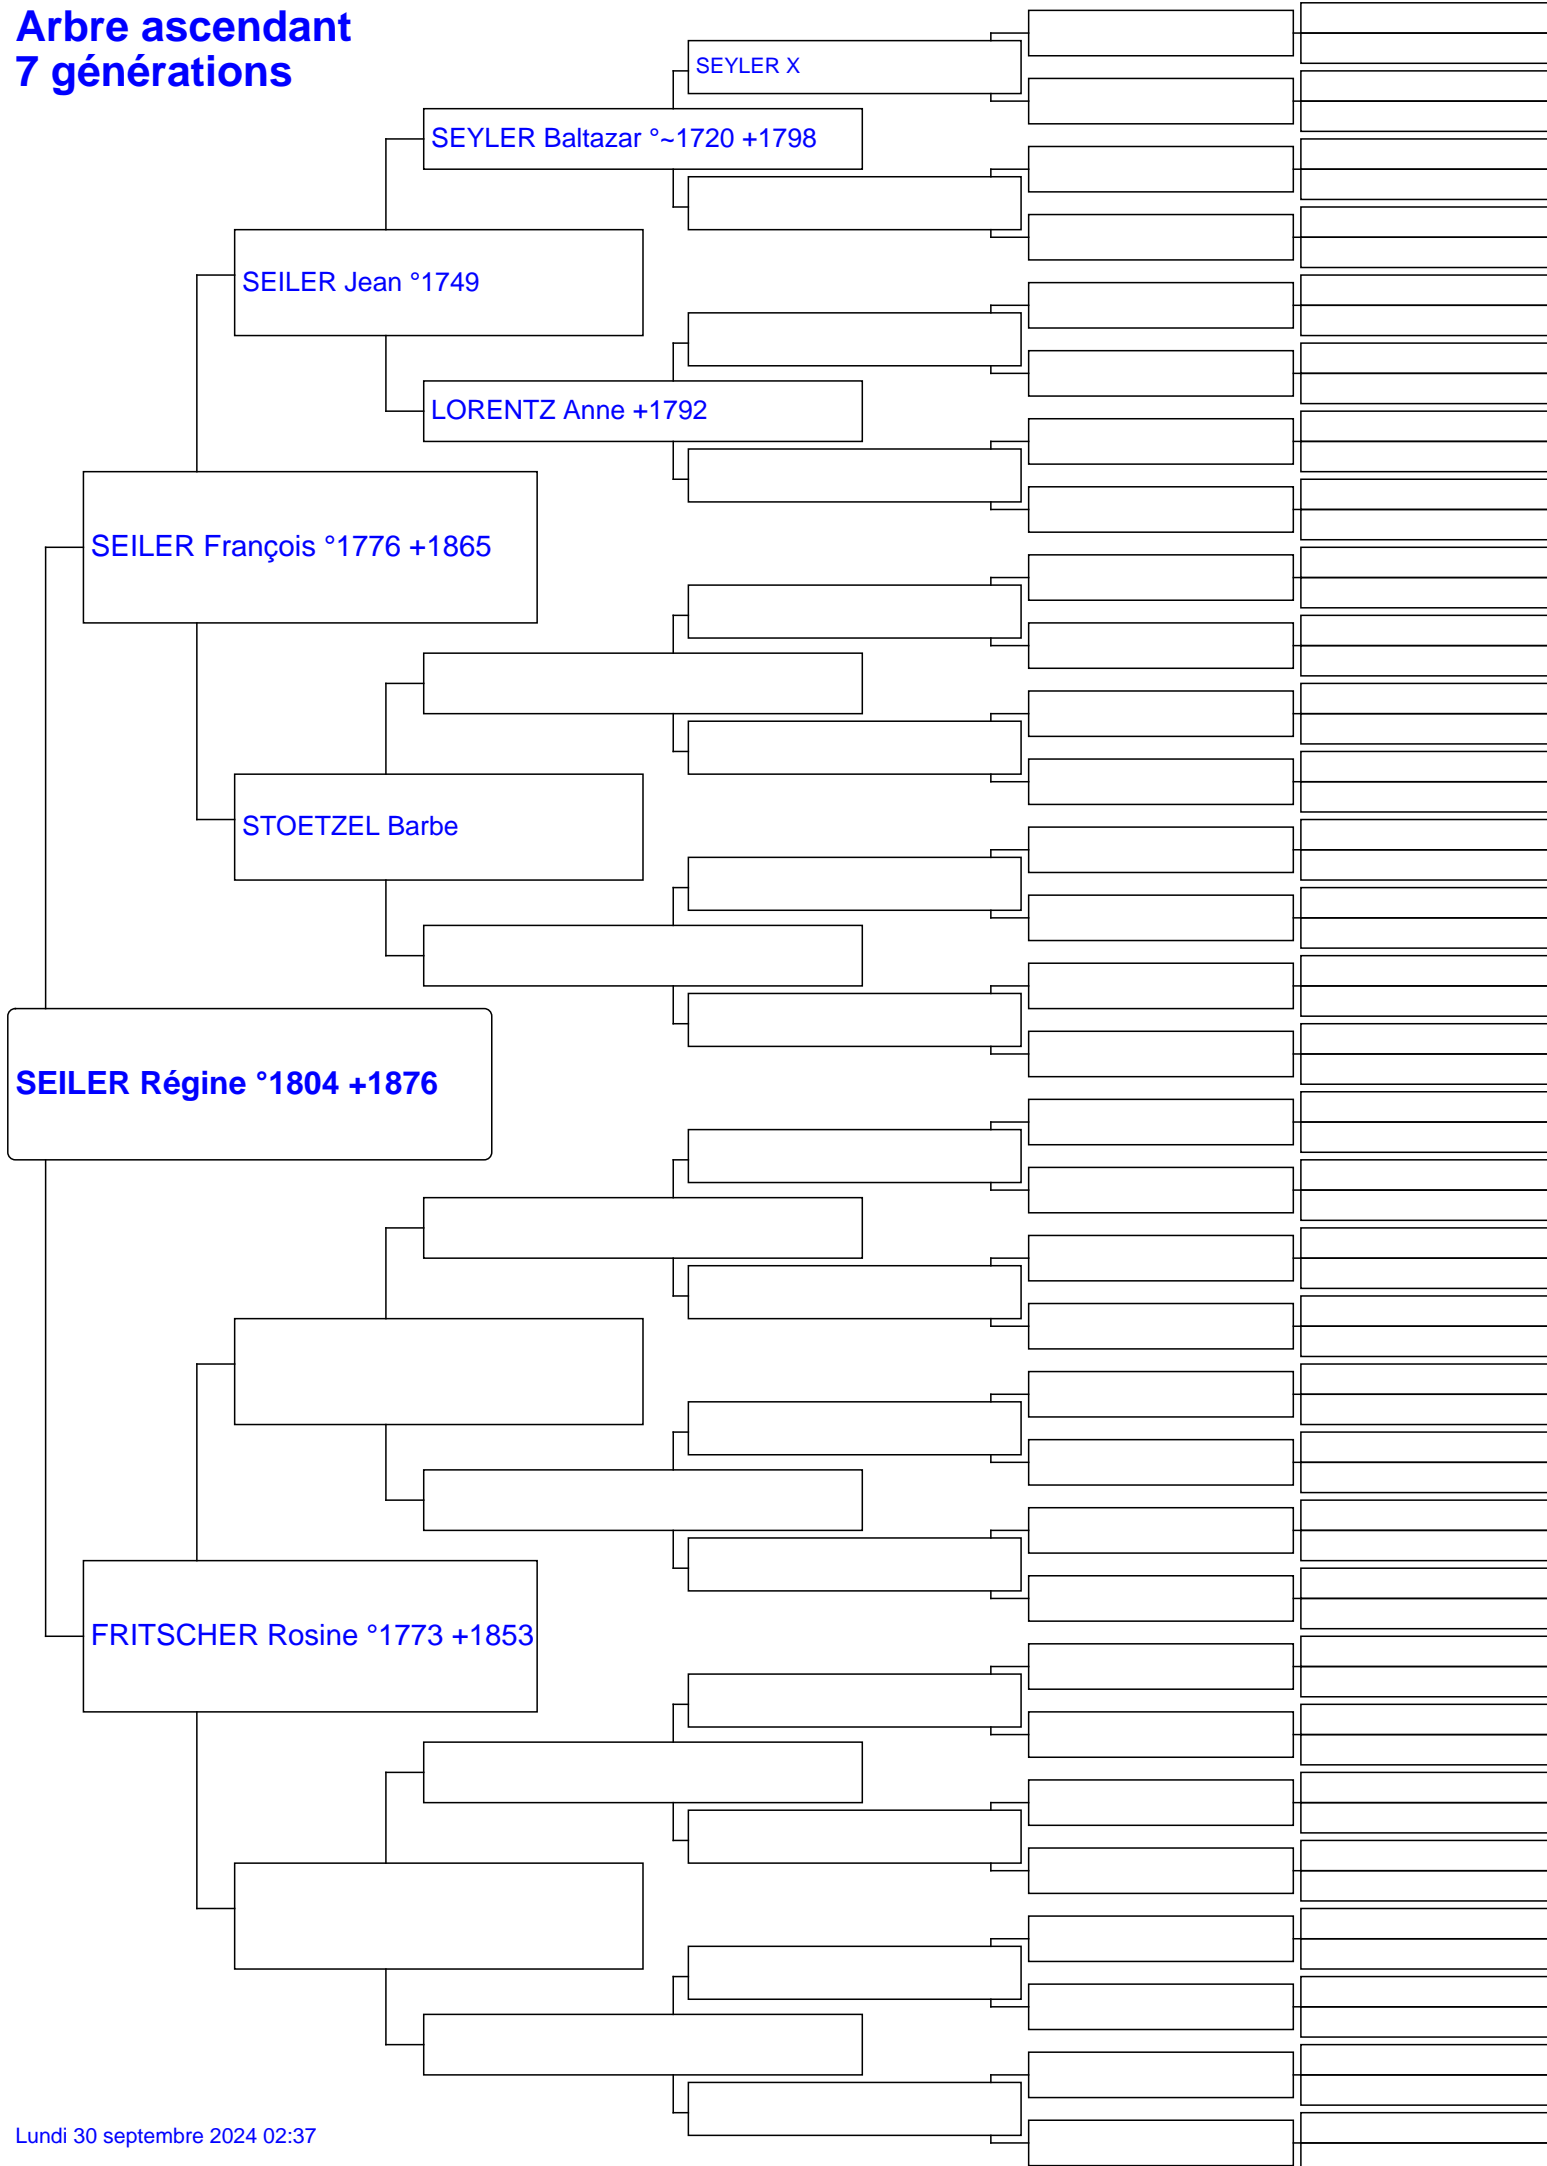 Arbre ascendant
7 générations
SEYLER X
SEYLER Baltazar °~1720 +1798
SEILER Jean °1749
LORENTZ Anne +1792
SEILER François °1776 +1865
STOETZEL Barbe
SEILER Régine °1804 +1876
FRITSCHER Rosine °1773 +1853
Lundi 30 septembre 2024 02:37